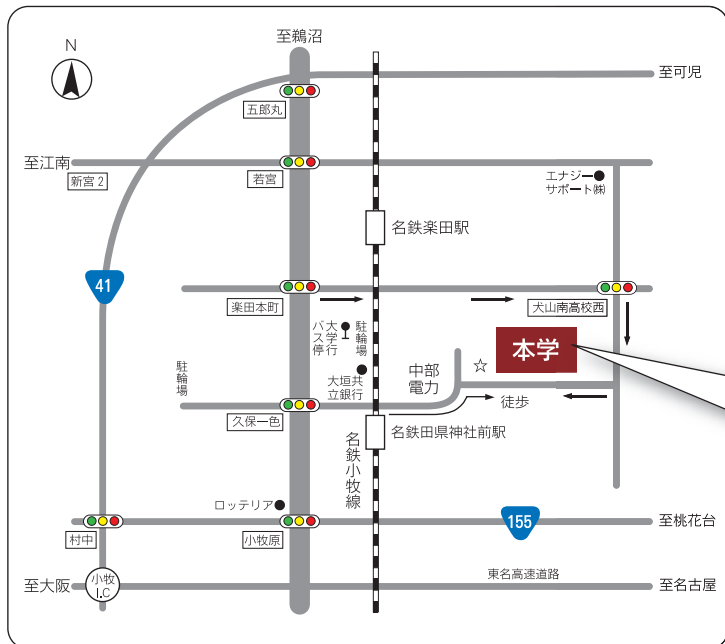 至鵜沼
N
至可児
五郎丸
至江南
新宮2
若宮
エナジー
サポート㈱
名鉄楽田駅
41
楽田本町
犬山南高校西
大学行
バス停
駐輪場
本学
駐輪場
大垣共
立銀行
中部
電力
☆
徒歩
久保一色
名鉄田県神社前駅
名鉄小牧線
ロッテリア
村中
小牧原
155
至桃花台
至大阪
小牧
I.C
東名高速道路
至名古屋